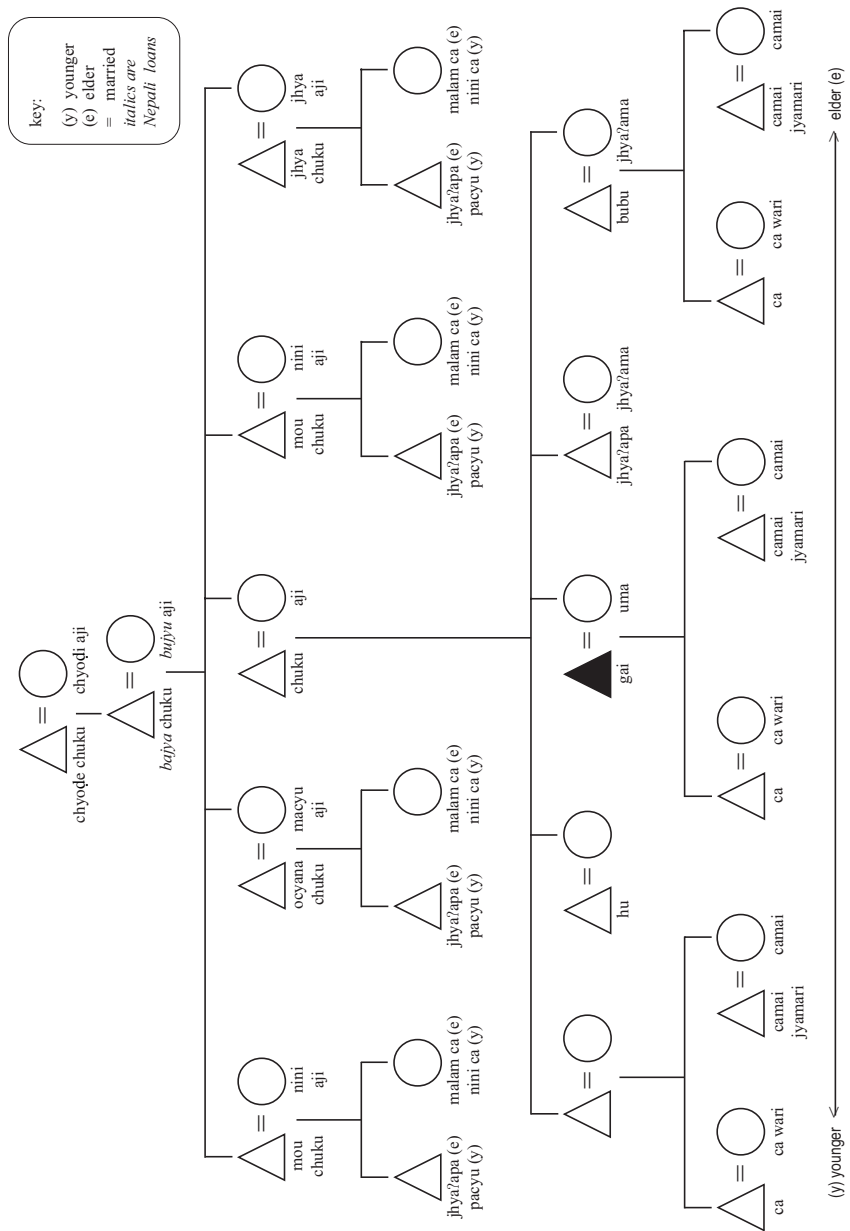 key:
(y) younger
(e) elder
= married
italics are
Nepali loans
chyoḍe chuku = chyoḍi aji
bajya chuku = bujyu aji
mou
chuku
=
nini
aji
ocyana
chuku
=
macyu
aji
chuku
=
aji
mou
chuku
=
nini
aji
jhya
chuku
=
jhya
aji
jhya?apa (e)
pacyu (y)
malam ca (e)
nini ca (y)
jhya?apa (e)
pacyu (y)
malam ca (e)
nini ca (y)
jhya?apa (e)
pacyu (y)
malam ca (e)
nini ca (y)
jhya?apa (e)
pacyu (y)
malam ca (e)
nini ca (y)
=
hu =
gai = uma
jhya?apa = jhya?ama
bubu = jhya?ama
ca = ca wari
camai
jyamari
=
camai
ca = ca wari
camai
jyamari
=
camai
ca = ca wari
camai
jyamari
=
camai
(y) younger
elder (e)